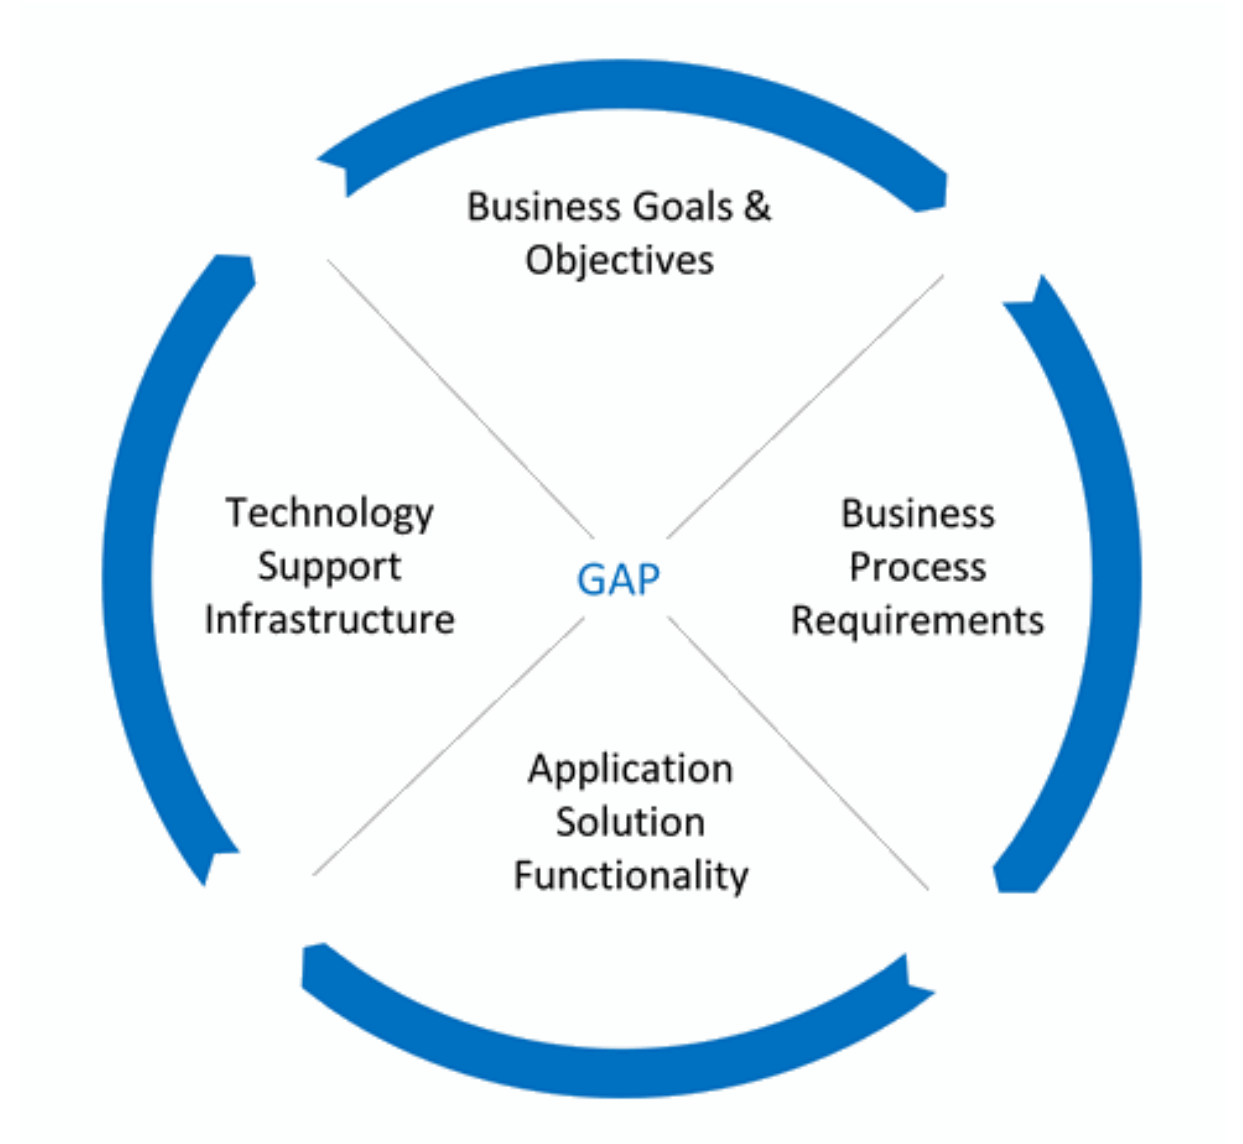 Business Goals &
Objectives
Technology
Support
Infrastructure
GAP
Business
Process
Requirements
Application
Solution
Functionality